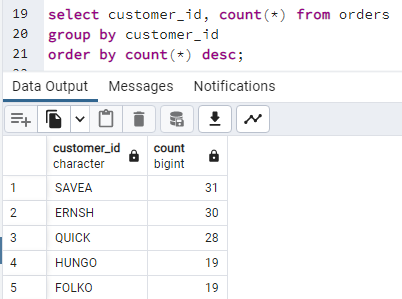 19 select customer_id, count(*) from orders
20 group by customer_id
21 order by count(*) desc;
Data Output Messages Notifications
customer_id count
character bigint
1 SAVEA 31
2 ERNSH 30
3 QUICK 28
4 HUNGO 19
5 FOLKO 19